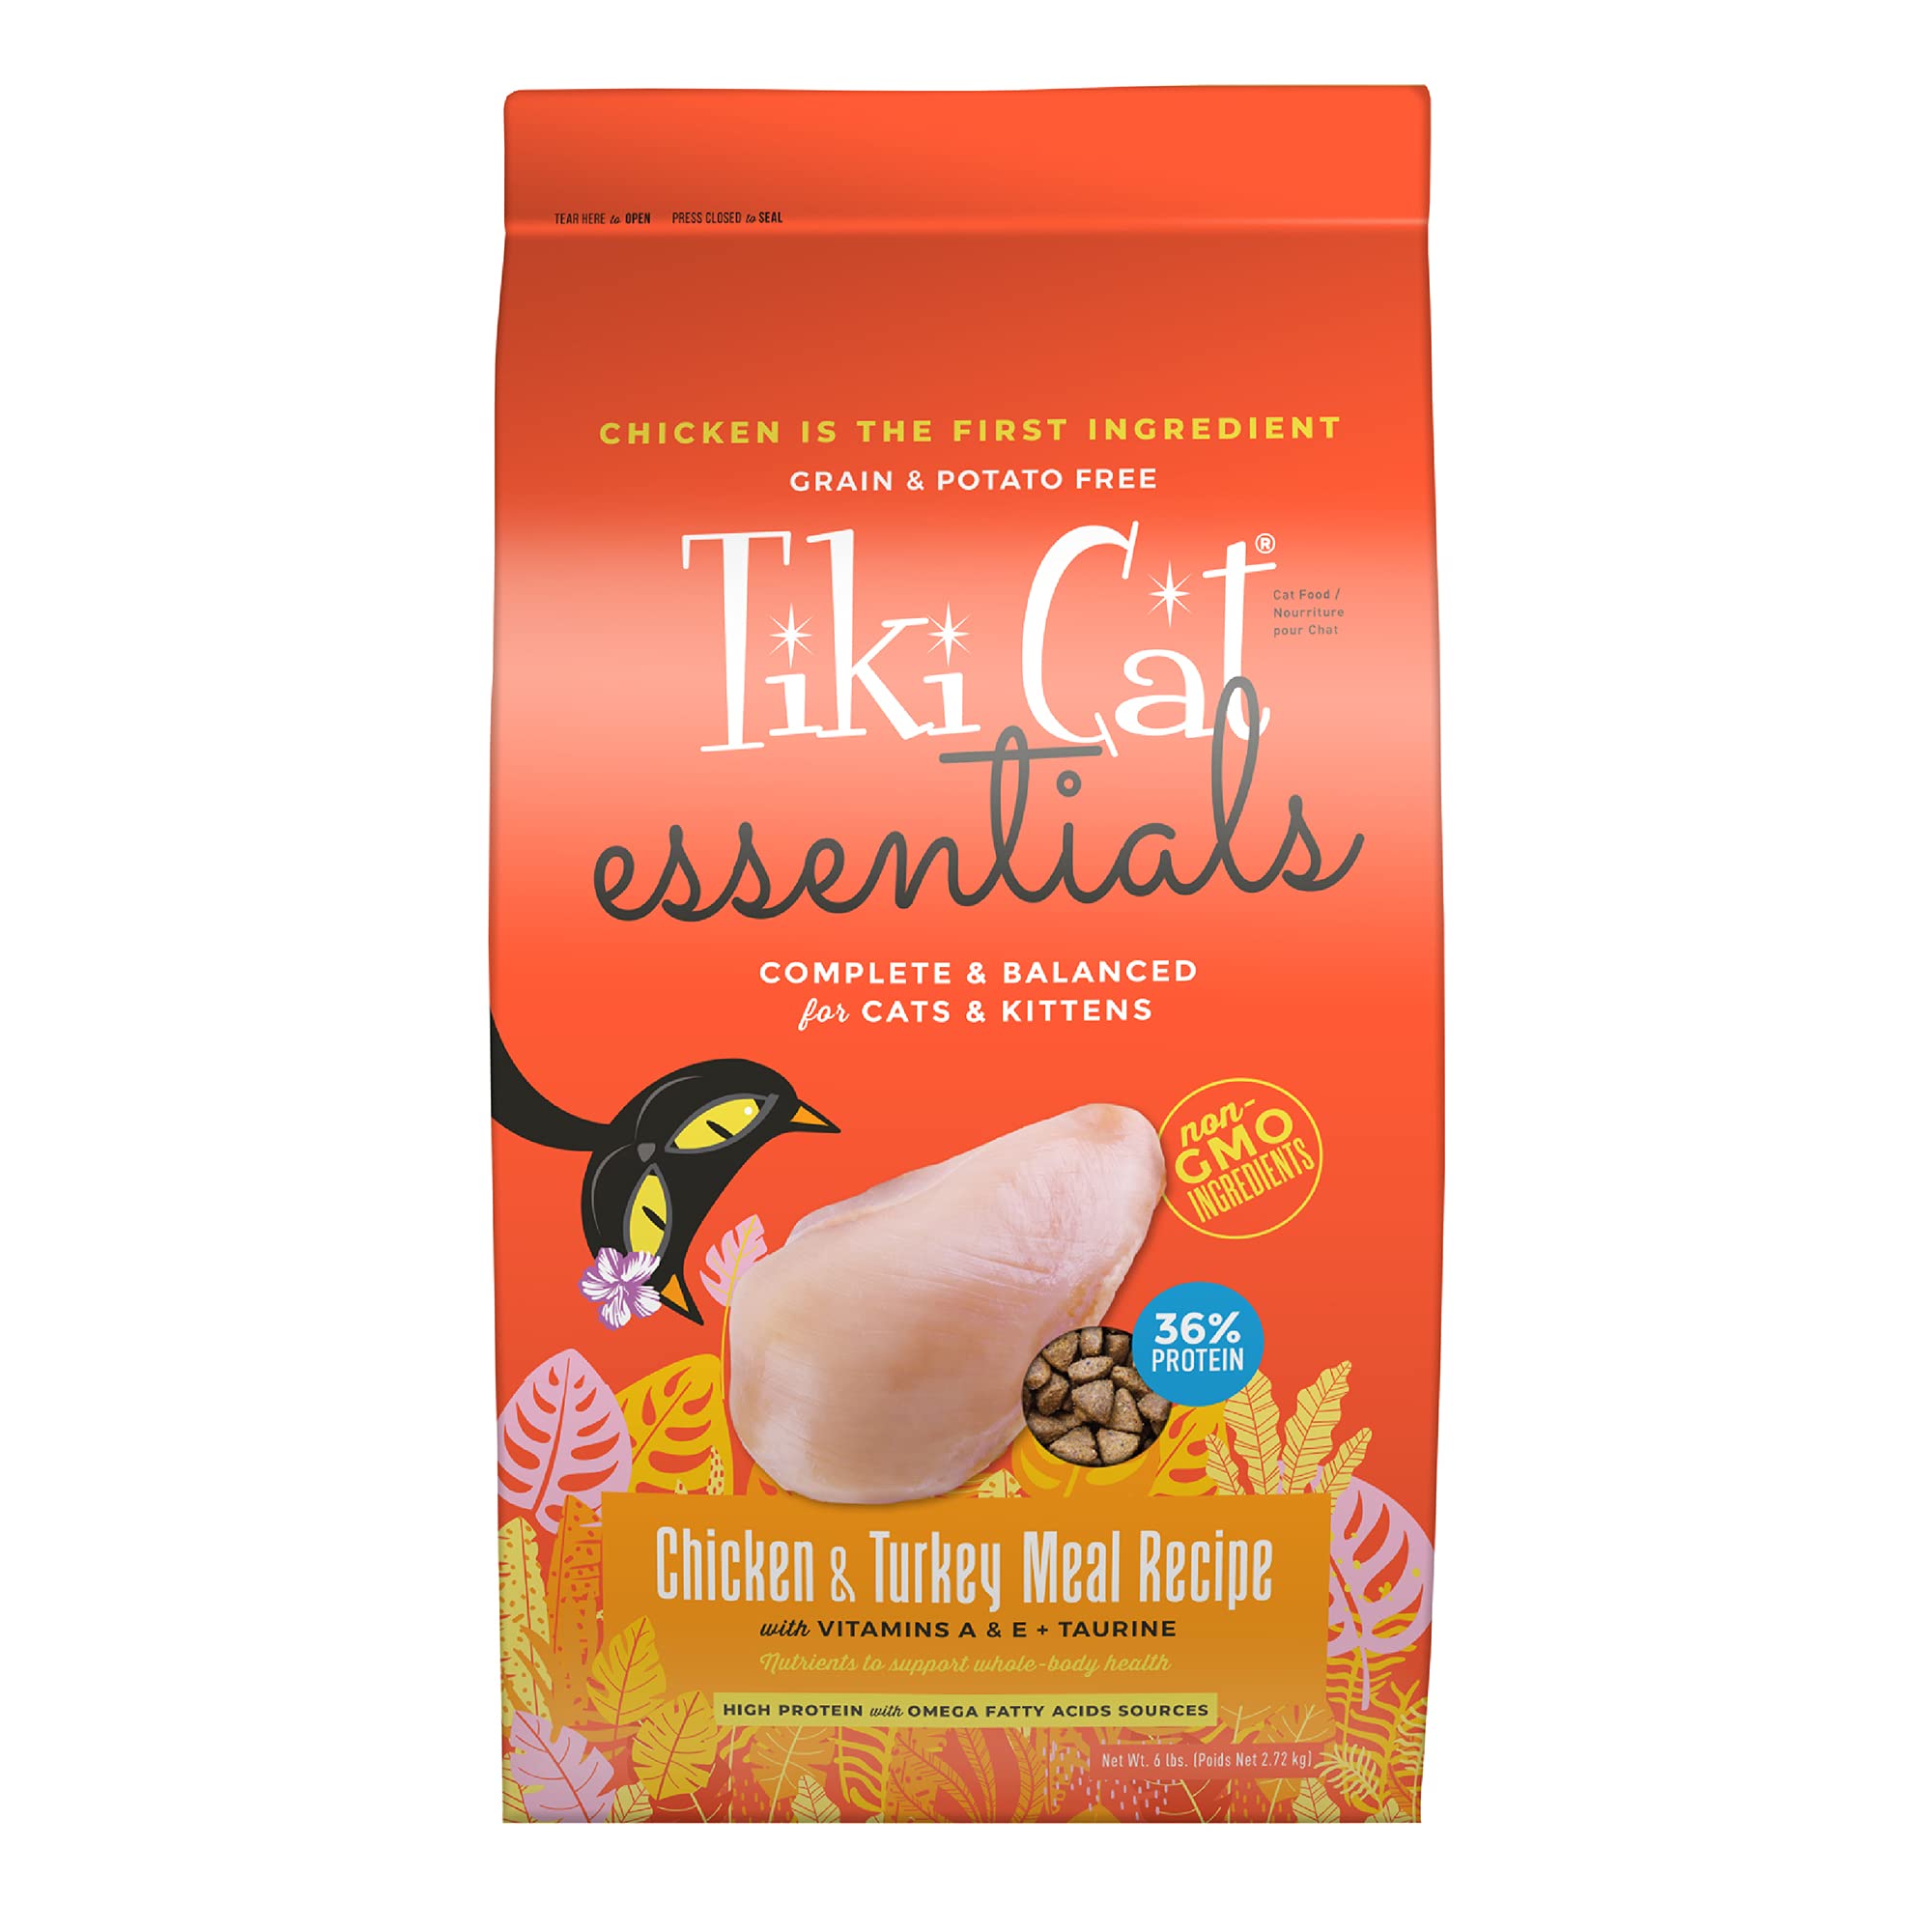 TEAR HERE to OPEN PRESS CLOSED to SEAL
CHICKEN IS THE FIRST INGREDIENT
GRAIN & POTATO FREE
Tiki Cat®
Cat Food /
Nourriture
pour Chat
essentials
COMPLETE & BALANCED
for CATS & KITTENS
non-
GMO
INGREDIENTS
36%
PROTEIN
Chicken & Turkey Meal Recipe
with VITAMINS A & E + TAURINE
Nutrients to support whole-body health
HIGH PROTEIN with OMEGA FATTY ACIDS SOURCES
Net Wt. 6 lbs. (Poids Net 2.72 kg)